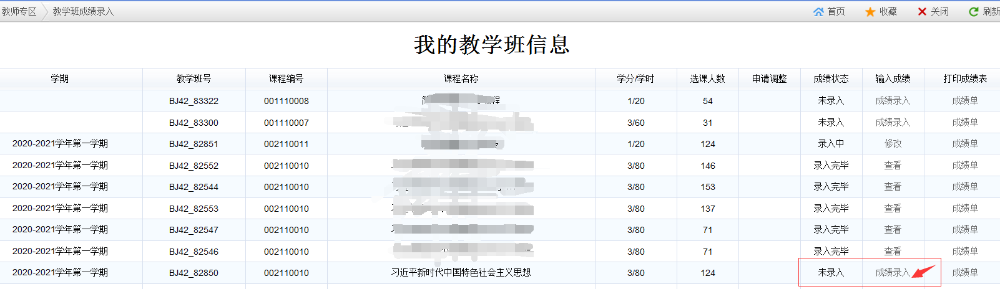 教师专区 教学班成绩录入 首页 收藏 关闭 刷新
我的教学班信息
学期 教学班号 课程编号 课程名称 学分/学时 选课人数 申请调整 成绩状态 输入成绩 打印成绩表
BJ42_83322 001110008 程 1/20 54 未录入 成绩录入 成绩单
BJ42_83300 001110007 3/60 31 未录入 成绩录入 成绩单
2020-2021学年第一学期 BJ42_82851 002110011 1/20 124 录入中 修改 成绩单
2020-2021学年第一学期 BJ42_82552 002110010 3/80 146 录入完毕 查看 成绩单
2020-2021学年第一学期 BJ42_82544 002110010 3/80 153 录入完毕 查看 成绩单
2020-2021学年第一学期 BJ42_82553 002110010 3/80 137 录入完毕 查看 成绩单
2020-2021学年第一学期 BJ42_82547 002110010 3/80 71 录入完毕 查看 成绩单
2020-2021学年第一学期 BJ42_82546 002110010 3/80 71 录入完毕 查看 成绩单
2020-2021学年第一学期 BJ42_82850 002110010 习近平新时代中国特色社会主义思想 3/80 124 未录入 成绩录入 成绩单